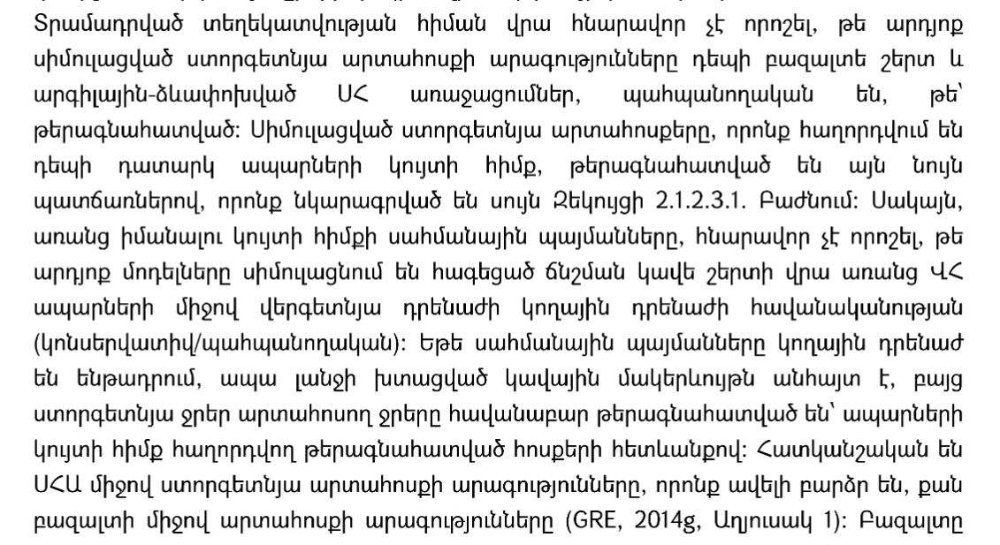 Տրամադրված տեղեկատվության հիման վրա հնարավոր չէ որոշել, թե արդյոք
սիմուլացված ստորգետնյա արտահոսքի արագությունները դեպի բազալտե շերտ և
արգիլային-ձևափոխված ՍՀ առաջացումներ, պահպանողական են, թե՝
թերագնահատված: Սիմուլացված ստորգետնյա արտահոսքերը, որոնք հաղորդվում են
դեպի դատարկ ապարների կույտի հիմք, թերագնահատված են այն նույն
պատճառներով, որոնք նկարագրված են սույն Զեկույցի 2.1.2.3.1. Բաժնում: Սակայն,
առանց իմանալու կույտի հիմքի սահմանային պայմանները, հնարավոր չէ որոշել, թե
արդյոք մոդելները սիմուլացնում են հագեցած ճնշման կավե շերտի վրա առանց ՎՀ
ապարների միջով վերգետնյա դրենաժի կողային դրենաժի հավանականության
(կոնսերվատիվ/պահպանողական): Եթե սահմանային պայմանները կողային դրենաժ
են ենթադրում, ապա լանջի խտացված կավային մակերևույթն անհայտ է, բայց
ստորգետնյա ջրեր արտահոսող ջրերը հավանաբար թերագնահատված են՝ ապարների
կույտի հիմք հաղորդվող թերագնահատված հոսքերի հետևանքով: Հատկանշական են
ՍՀԱ միջով ստորգետնյա արտահոսքի արագությունները, որոնք ավելի բարձր են, քան
բազալտի միջով արտահոսքի արագությունները (GRE, 2014g, Աղյուսակ 1): Բազալտը